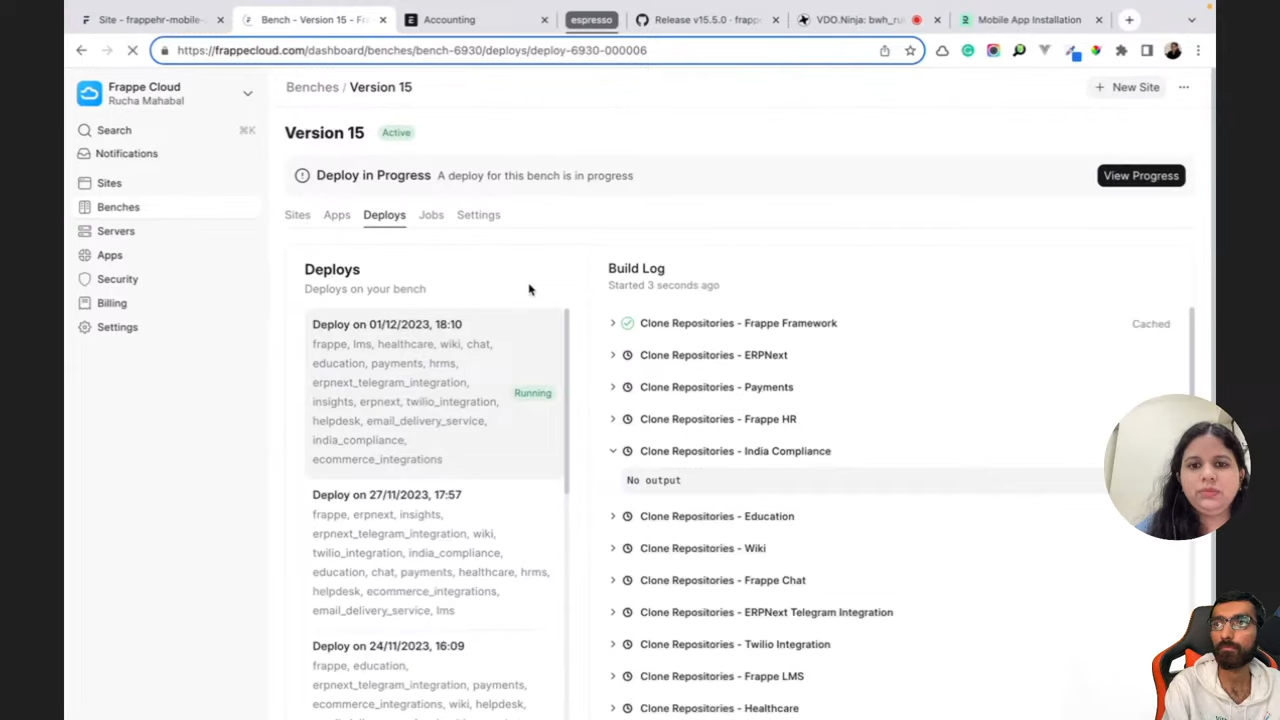 Site - frappehr-mobile-
Bench - Version 15 - Fra
Accounting
espresso
Release v15.5.0 · frapp
VDO.Ninja: bwh_ru
Mobile App Installation
https://frappecloud.com/dashboard/benches/bench-6930/deploys/deploy-6930-000006
Frappe Cloud
Rucha Mahabal
Search
⌘K
Notifications
Sites
Benches
Servers
Apps
Security
Billing
Settings
Benches / Version 15
+ New Site
Version 15
Active
Deploy in Progress A deploy for this bench is in progress
View Progress
Sites
Apps
Deploys
Jobs
Settings
Deploys
Deploys on your bench
Deploy on 01/12/2023, 18:10
frappe, lms, healthcare, wiki, chat,
education, payments, hrms,
erpnext_telegram_integration,
insights, erpnext, twilio_integration,
helpdesk, email_delivery_service,
india_compliance,
ecommerce_integrations
Running
Deploy on 27/11/2023, 17:57
frappe, erpnext, insights,
erpnext_telegram_integration, wiki,
twilio_integration, india_compliance,
education, chat, payments, healthcare, hrms,
helpdesk, ecommerce_integrations,
email_delivery_service, lms
Deploy on 24/11/2023, 16:09
frappe, education,
erpnext_telegram_integration, payments,
ecommerce_integrations, wiki, helpdesk,
Build Log
Started 3 seconds ago
Clone Repositories - Frappe Framework
Cached
Clone Repositories - ERPNext
Clone Repositories - Payments
Clone Repositories - Frappe HR
Clone Repositories - India Compliance
No output
Clone Repositories - Education
Clone Repositories - Wiki
Clone Repositories - Frappe Chat
Clone Repositories - ERPNext Telegram Integration
Clone Repositories - Twilio Integration
Clone Repositories - Frappe LMS
Clone Repositories - Healthcare